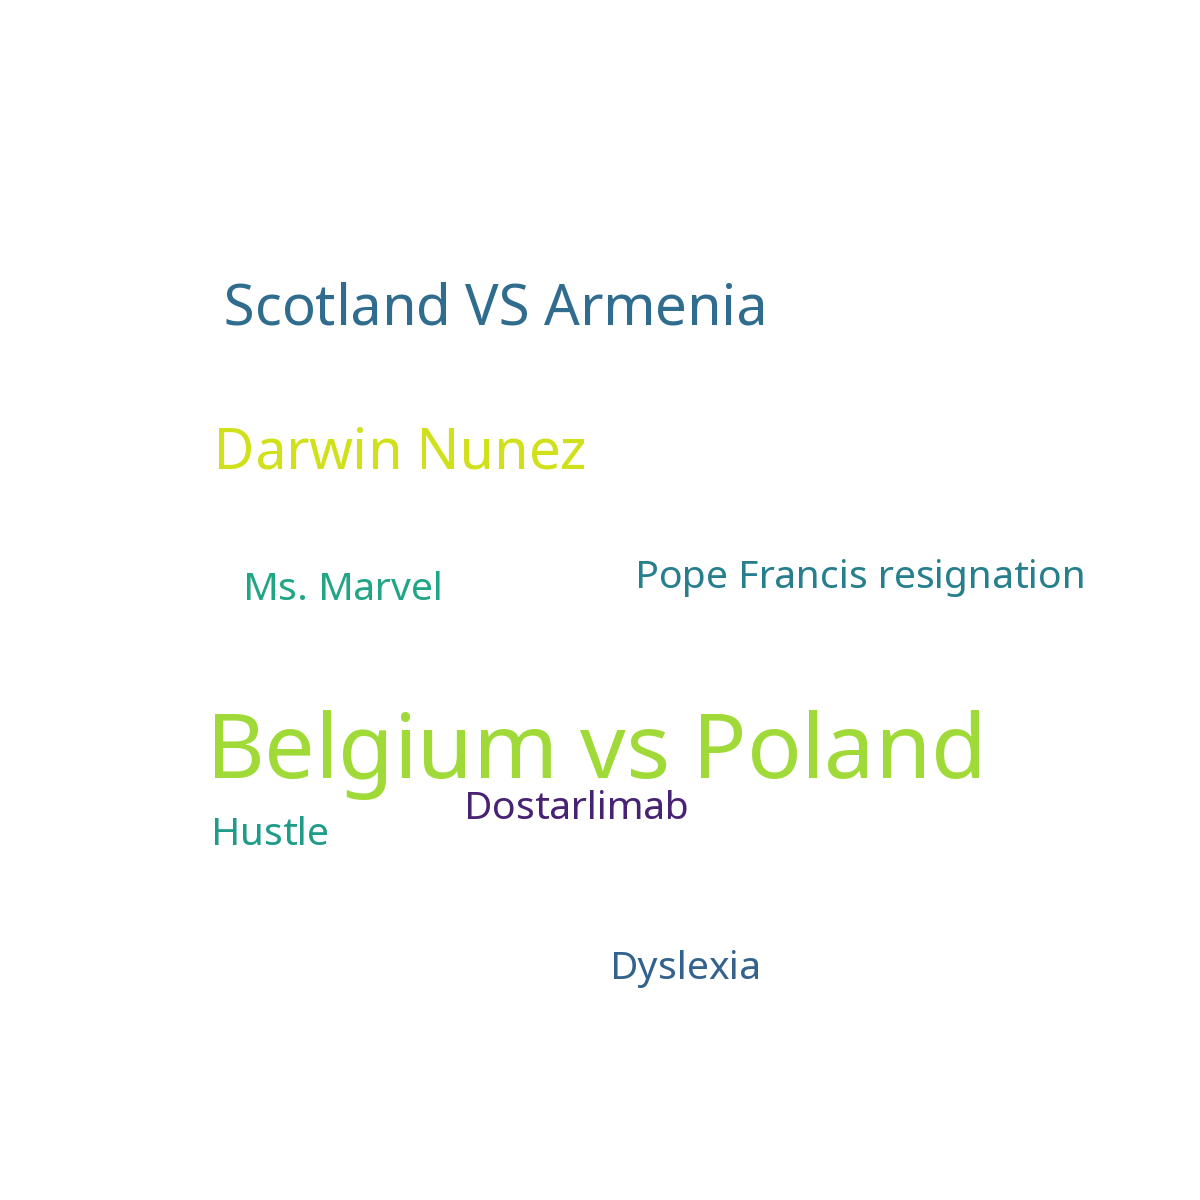 Scotland VS Armenia
Darwin Nunez
Ms. Marvel
Pope Francis resignation
Belgium vs Poland
Dostarlimab
Hustle
Dyslexia